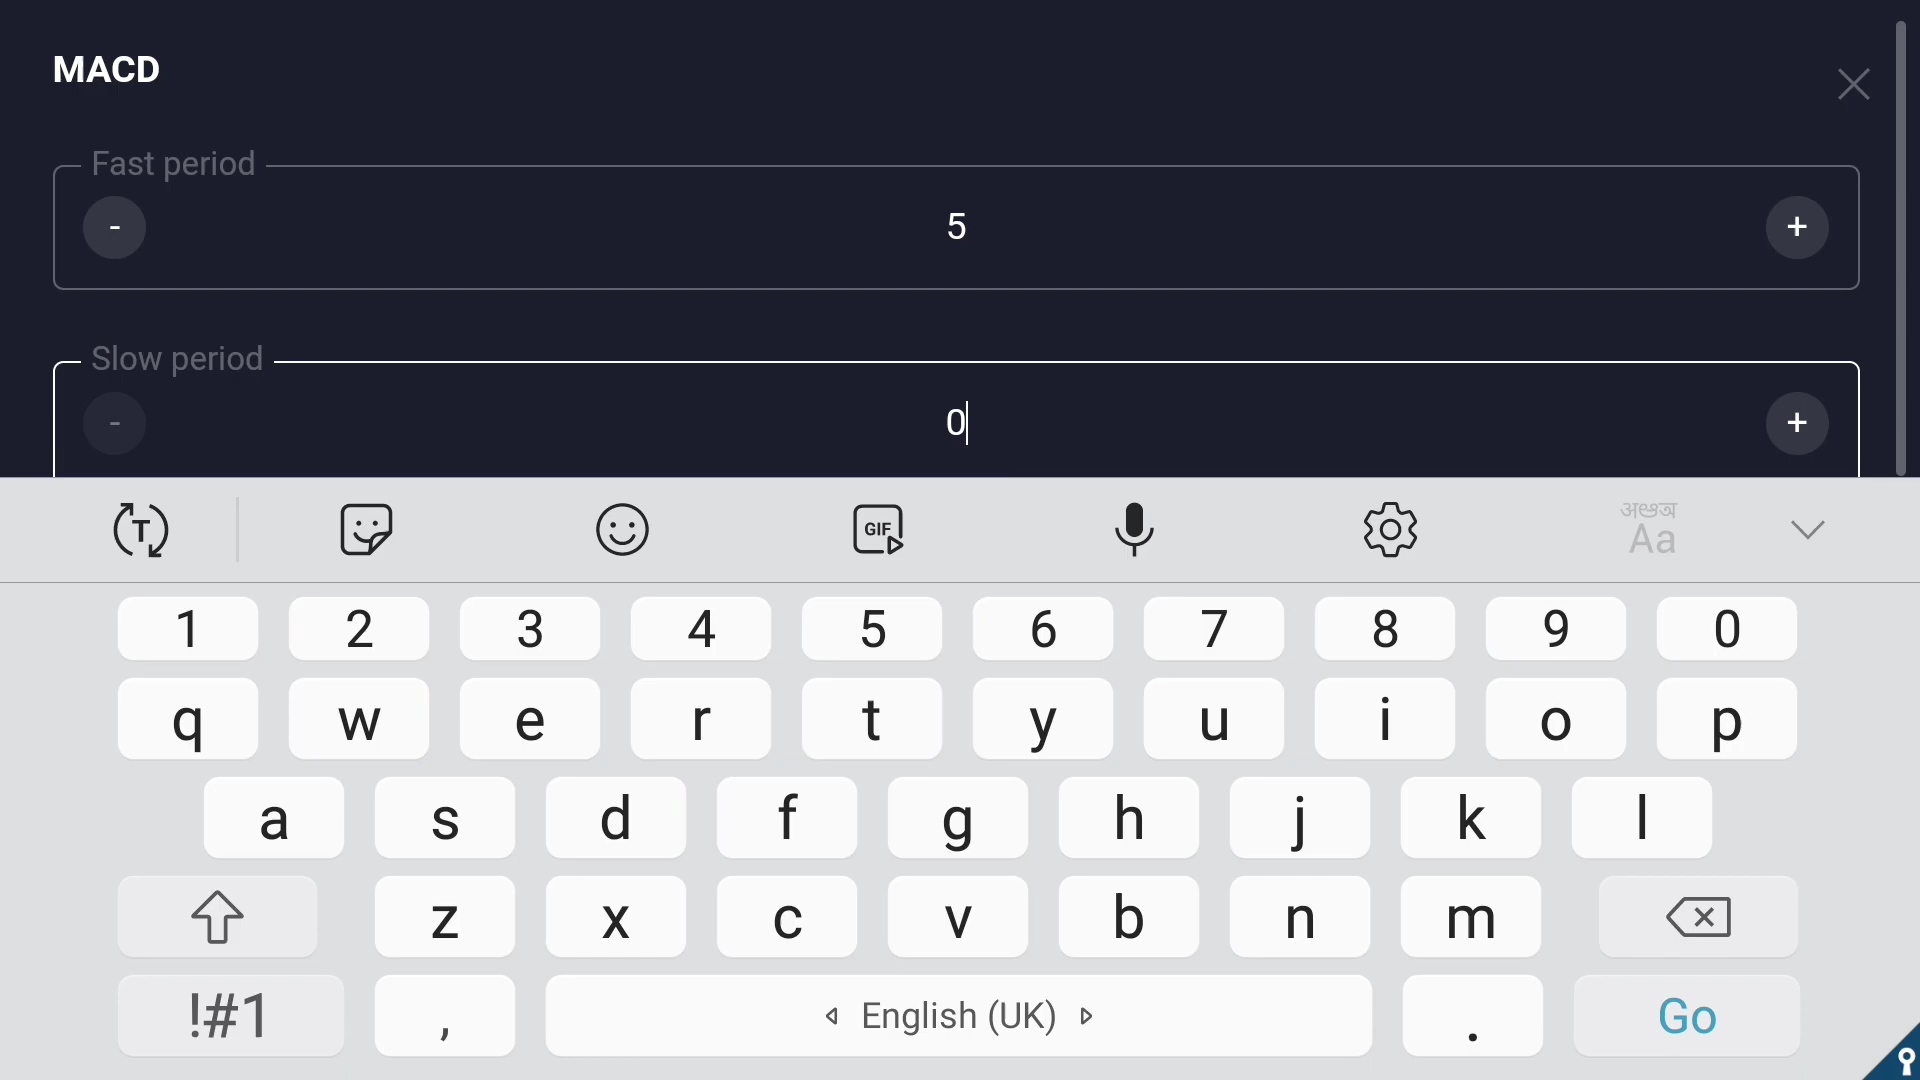 MACD
Fast period
- 5 +
Slow period
- 0 +
T GIF Aa
1 2 3 4 5 6 7 8 9 0
q w e r t y u i o p
a s d f g h j k l
z x c v b n m
!#1 , English (UK) . Go